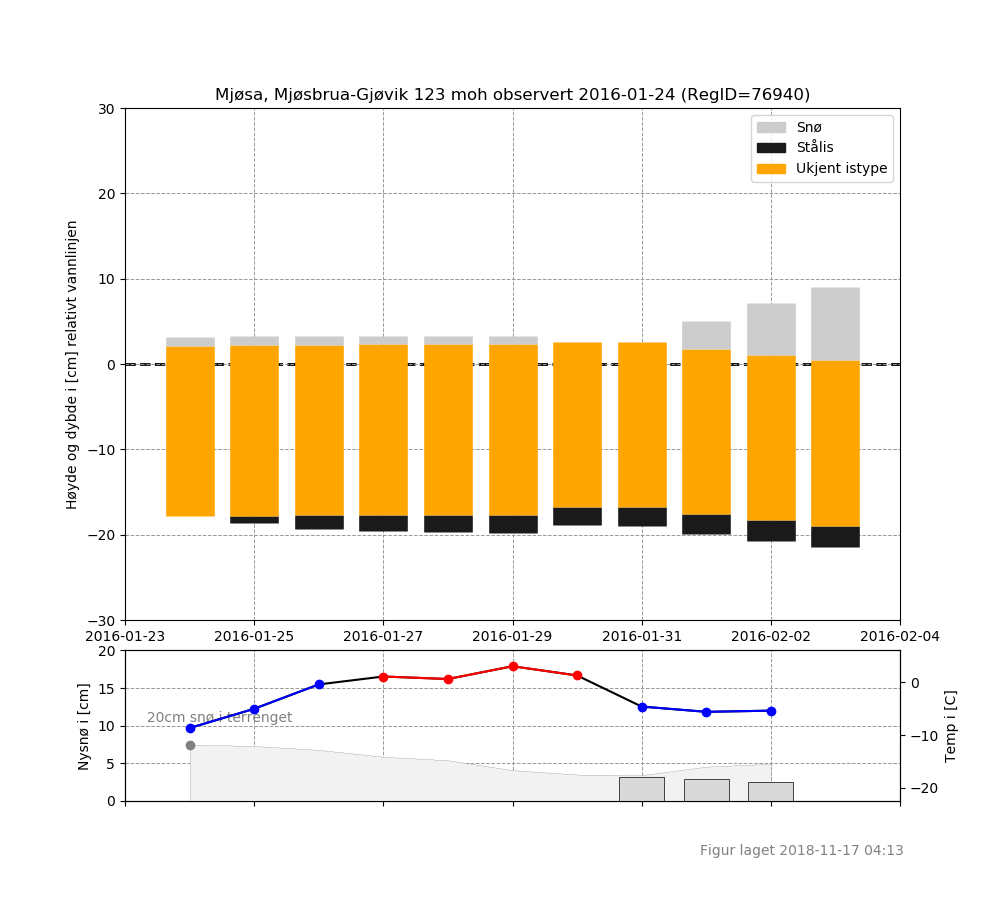 Mjøsa, Mjøsbrua-Gjøvik 123 moh observert 2016-01-24 (RegID=76940)
Snø
Stålis
Ukjent istype
Høyde og dybde i [cm] relativt vannlinjen
30
20
10
0
−10
−20
−30
2016-01-23 2016-01-25 2016-01-27 2016-01-29 2016-01-31 2016-02-02 2016-02-04
Nysnø i [cm]
20
15
10
5
0
20cm snø i terrenget
0
−10
−20
Temp i [C]
Figur laget 2018-11-17 04:13